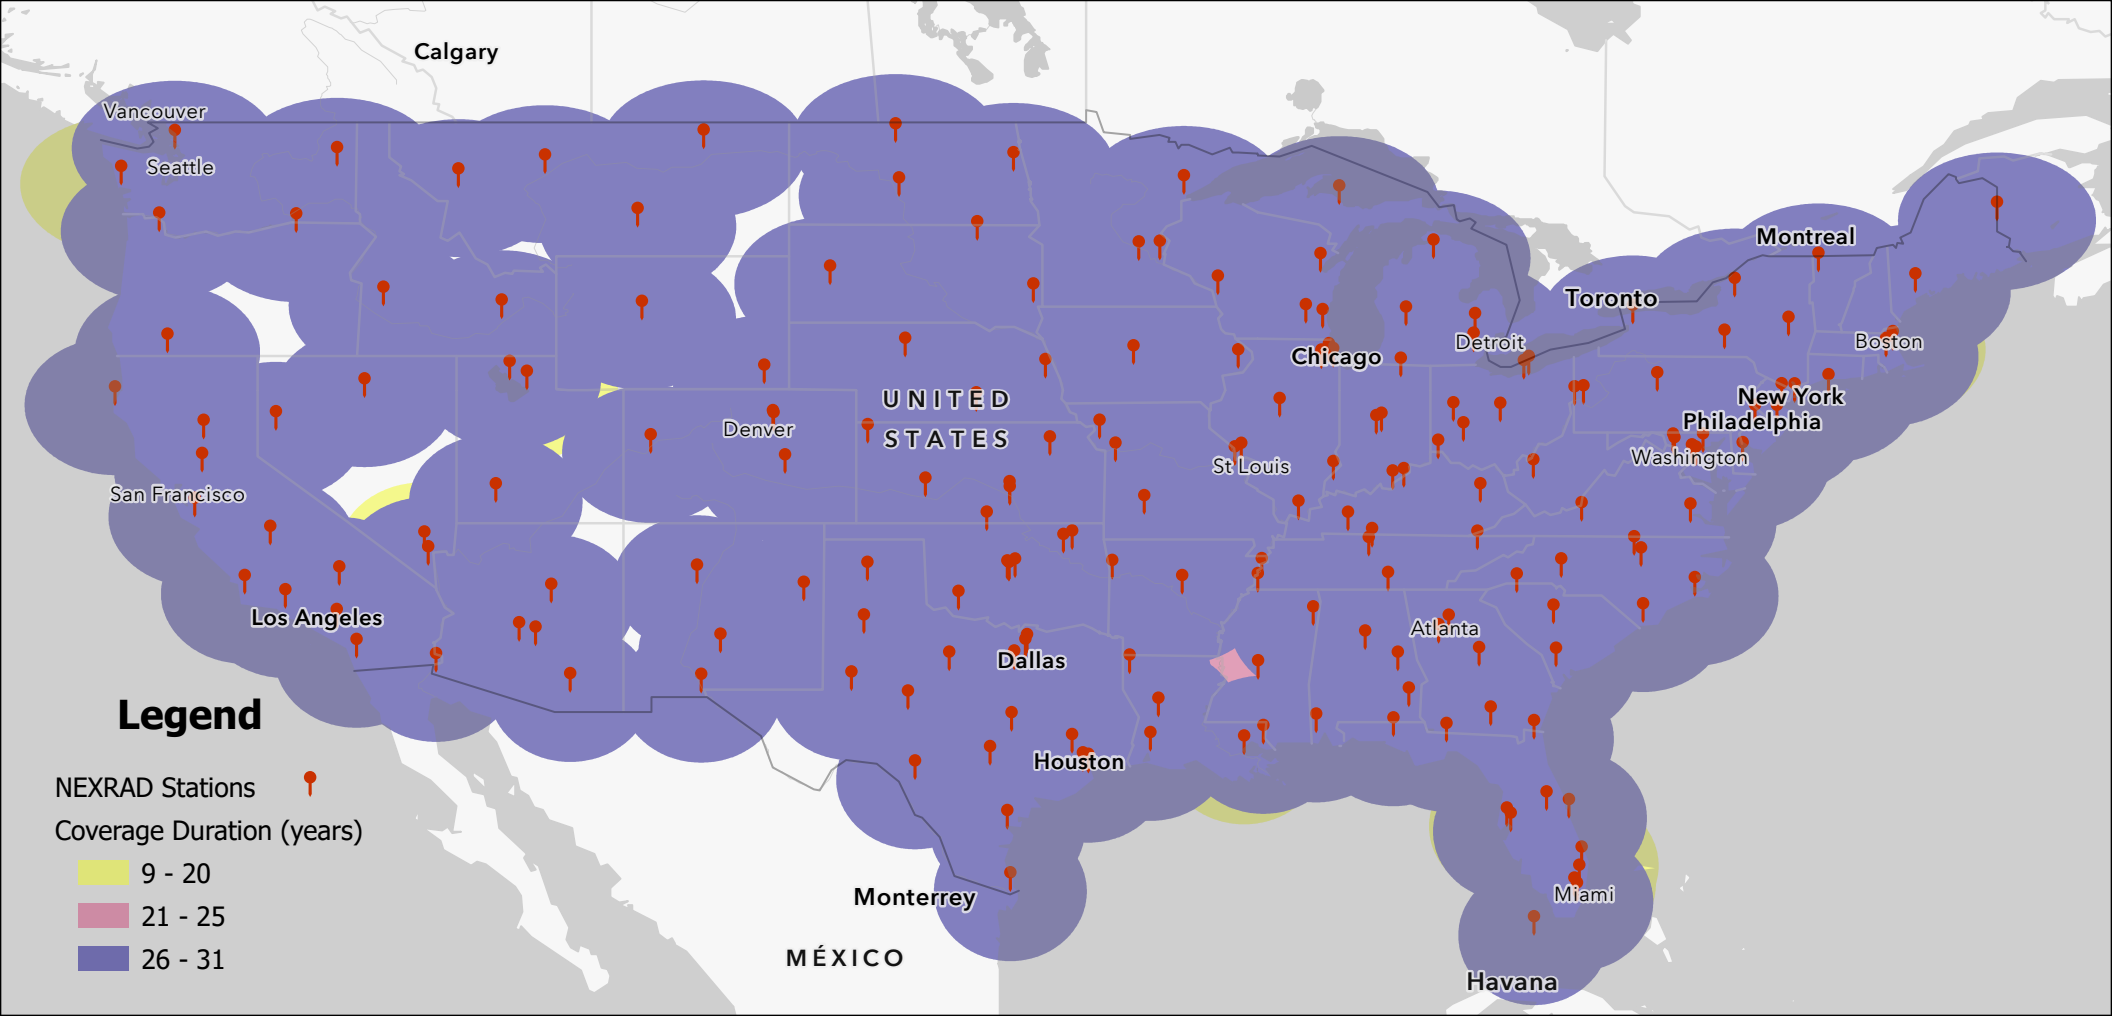 Calgary
Vancouver
Seattle
Montreal
Toronto
Detroit
Boston
Chicago
New York
UNITED
STATES
Denver
Philadelphia
Washington
St Louis
San Francisco
Los Angeles
Atlanta
Dallas
Houston
Monterrey
Miami
MÉXICO
Havana
Legend
NEXRAD Stations
Coverage Duration (years)
9 - 20
21 - 25
26 - 31